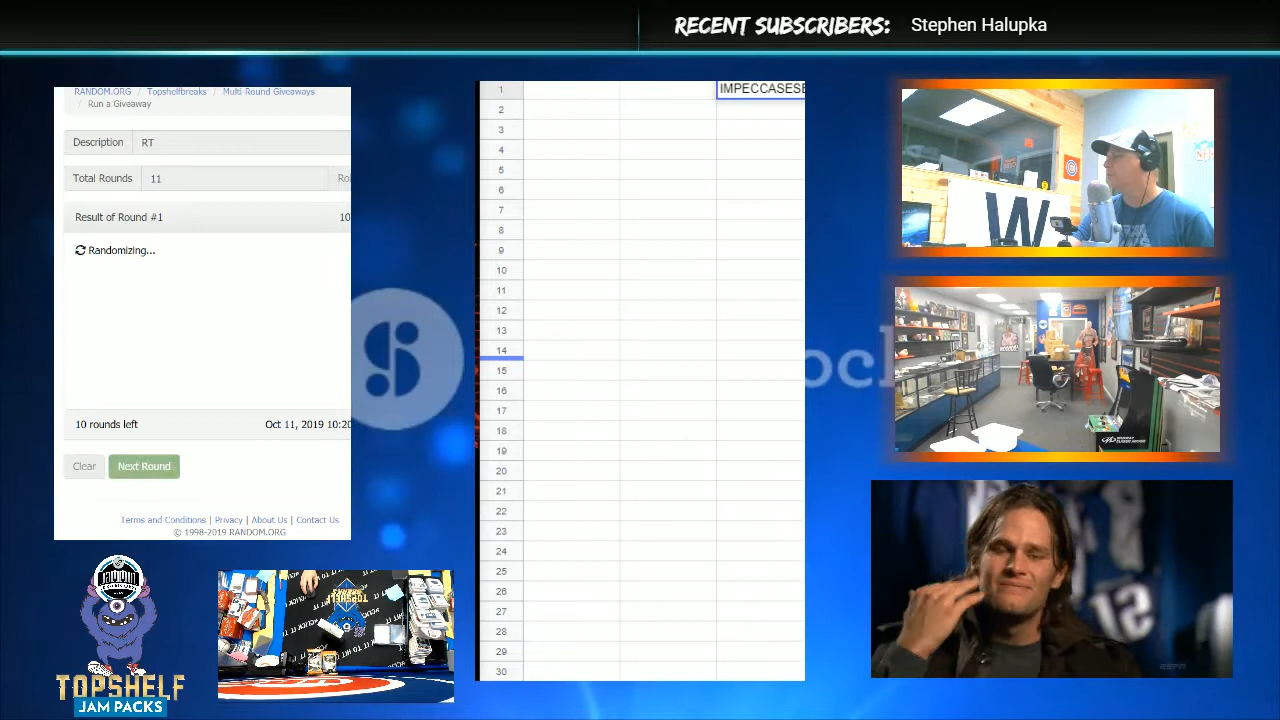 RECENT SUBSCRIBERS: Stephen Halupka
RANDOM.ORG / Topshelfbreaks / Multi Round Giveaways
/ Run a Giveaway
Description RT
Total Rounds 11 Ro
Result of Round #1 10
Randomizing...
10 rounds left Oct 11, 2019 10:20
Clear Next Round
Terms and Conditions | Privacy | About Us | Contact Us
© 1998-2019 RANDOM.ORG
TOPSHELF
JAM PACKS
1 IMPECCASESE
2
3
4
5
6
7
8
9
10
11
12
13
14
15
16
17
18
19
20
21
22
23
24
25
26
27
28
29
30
W